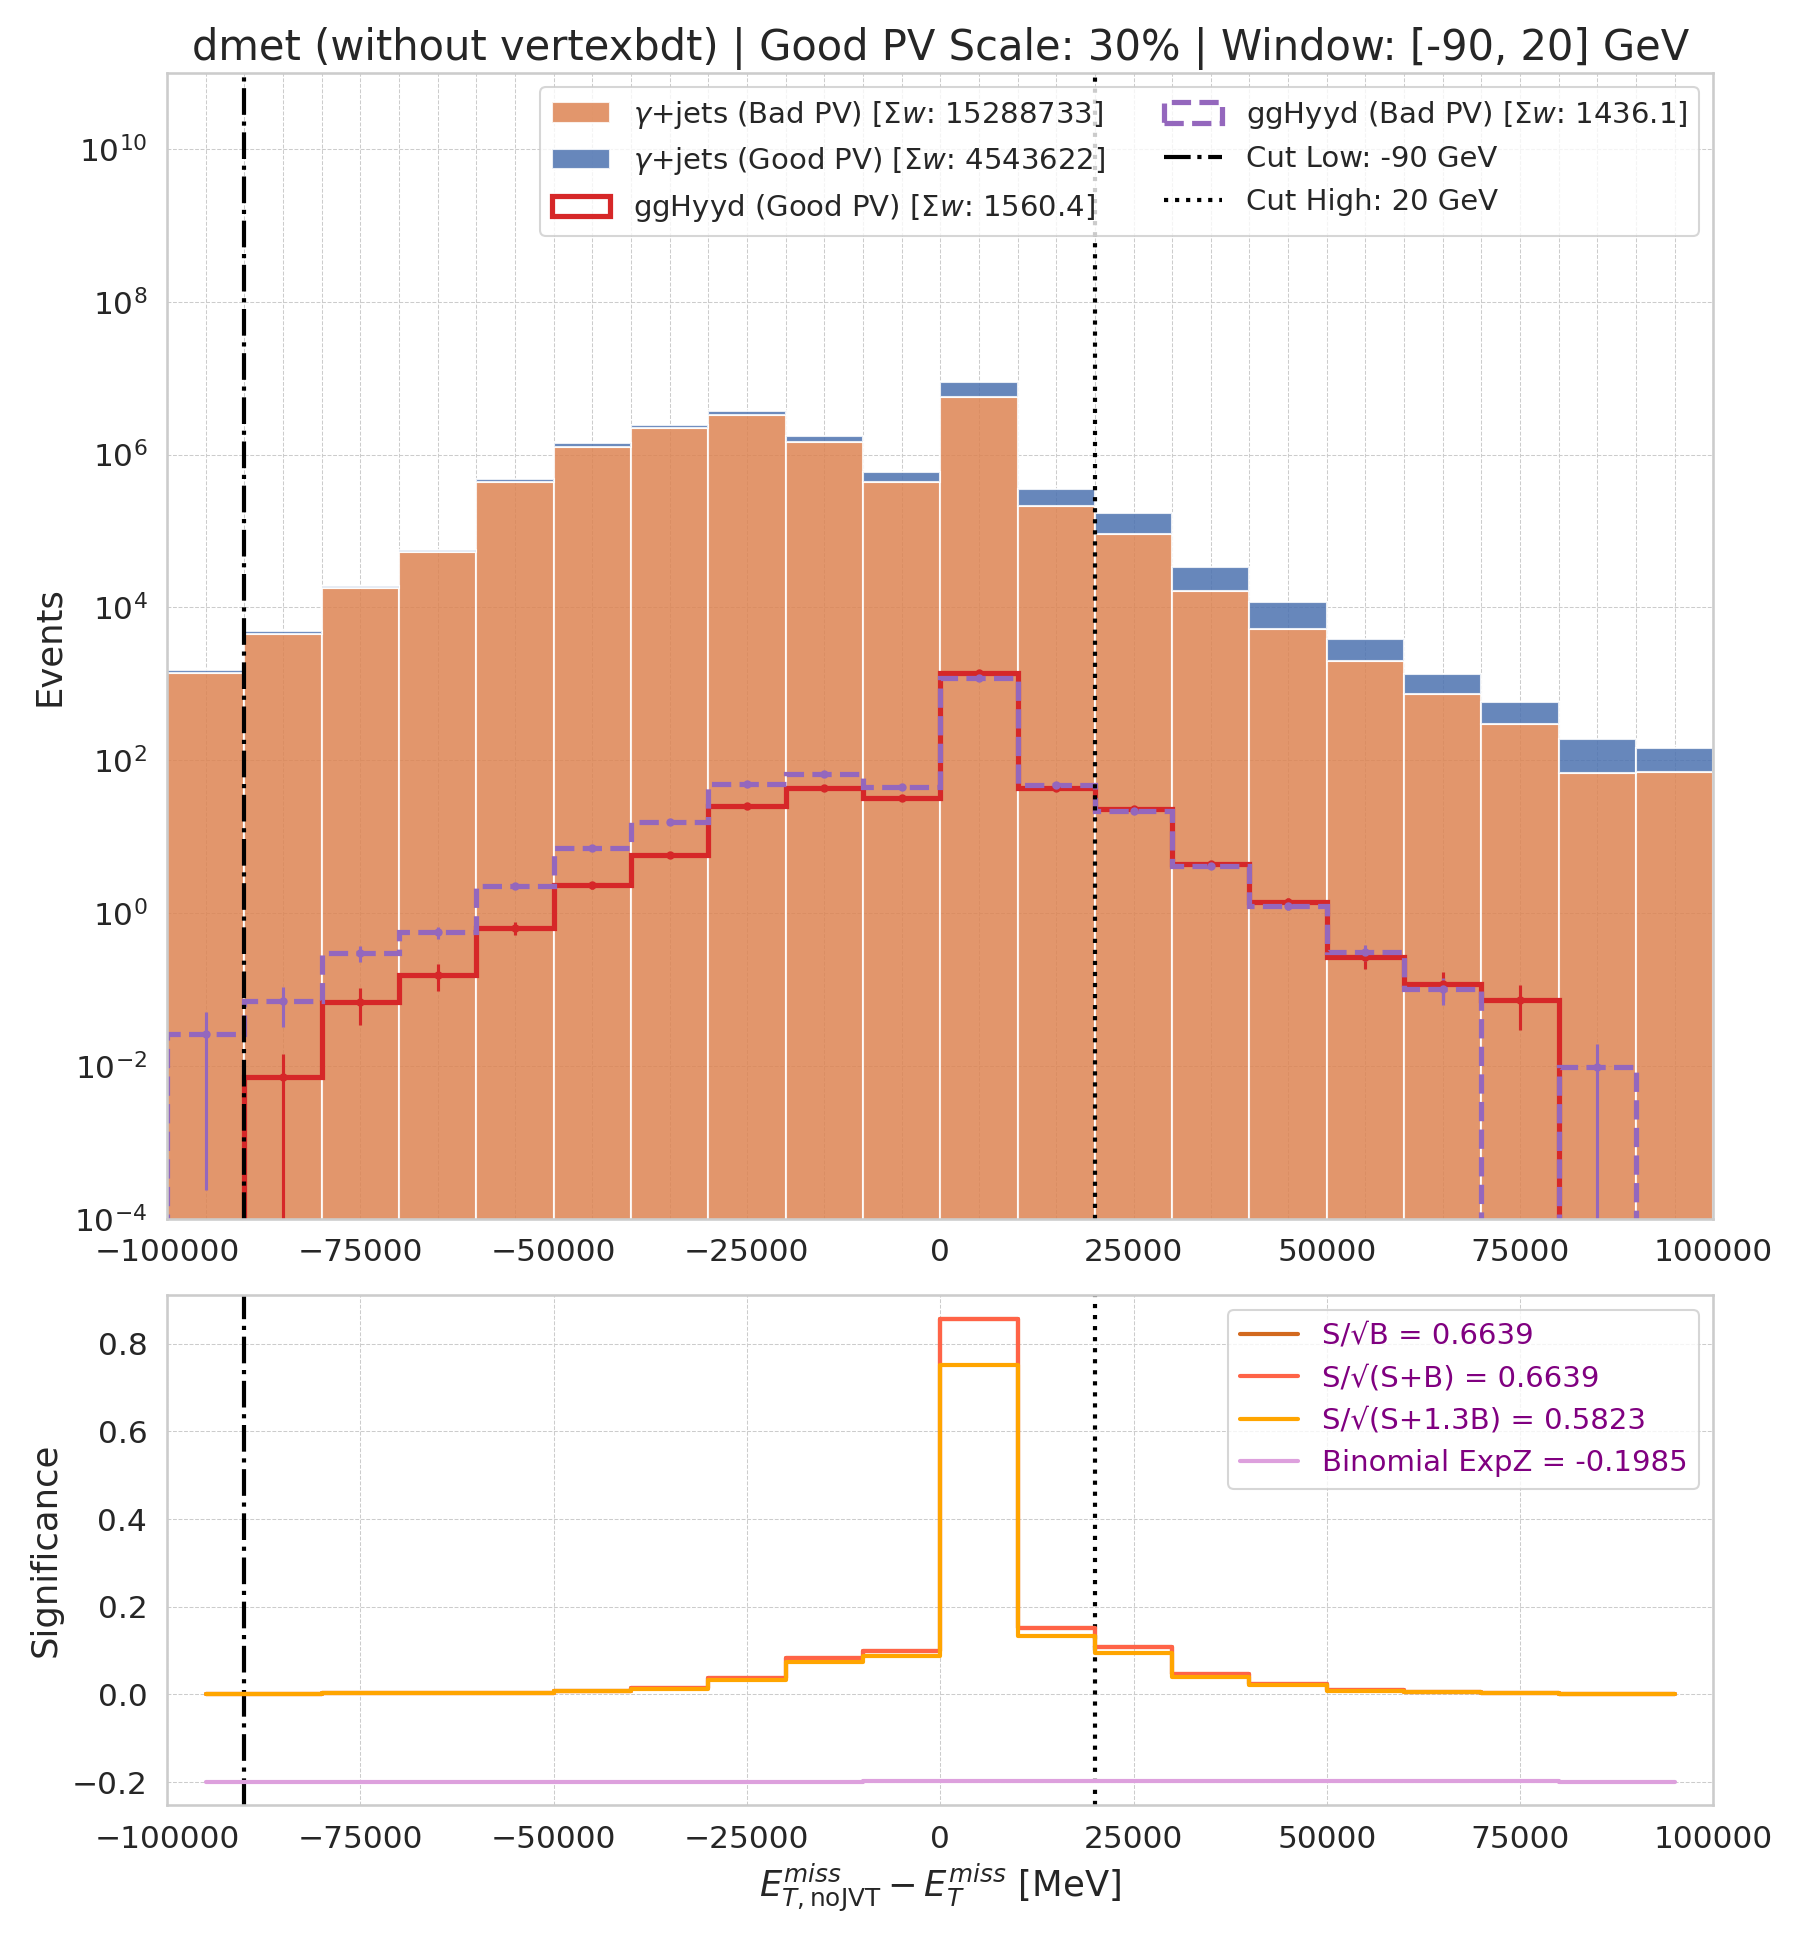 dmet (without vertexbdt) | Good PV Scale: 30% | Window: [-90, 20] GeV
γ+jets (Bad PV) [Σw: 15288733]
γ+jets (Good PV) [Σw: 4543622]
ggHyyd (Good PV) [Σw: 1560.4]
ggHyyd (Bad PV) [Σw: 1436.1]
Cut Low: -90 GeV
Cut High: 20 GeV
Events
10^10
10^8
10^6
10^4
10^2
10^0
10^−2
10^−4
−100000 −75000 −50000 −25000 0 25000 50000 75000 100000
S/√B = 0.6639
S/√(S+B) = 0.6639
S/√(S+1.3B) = 0.5823
Binomial ExpZ = -0.1985
Significance
0.8
0.6
0.4
0.2
0.0
−0.2
−100000 −75000 −50000 −25000 0 25000 50000 75000 100000
E_{T,noJVT}^{miss} − E_T^{miss} [MeV]